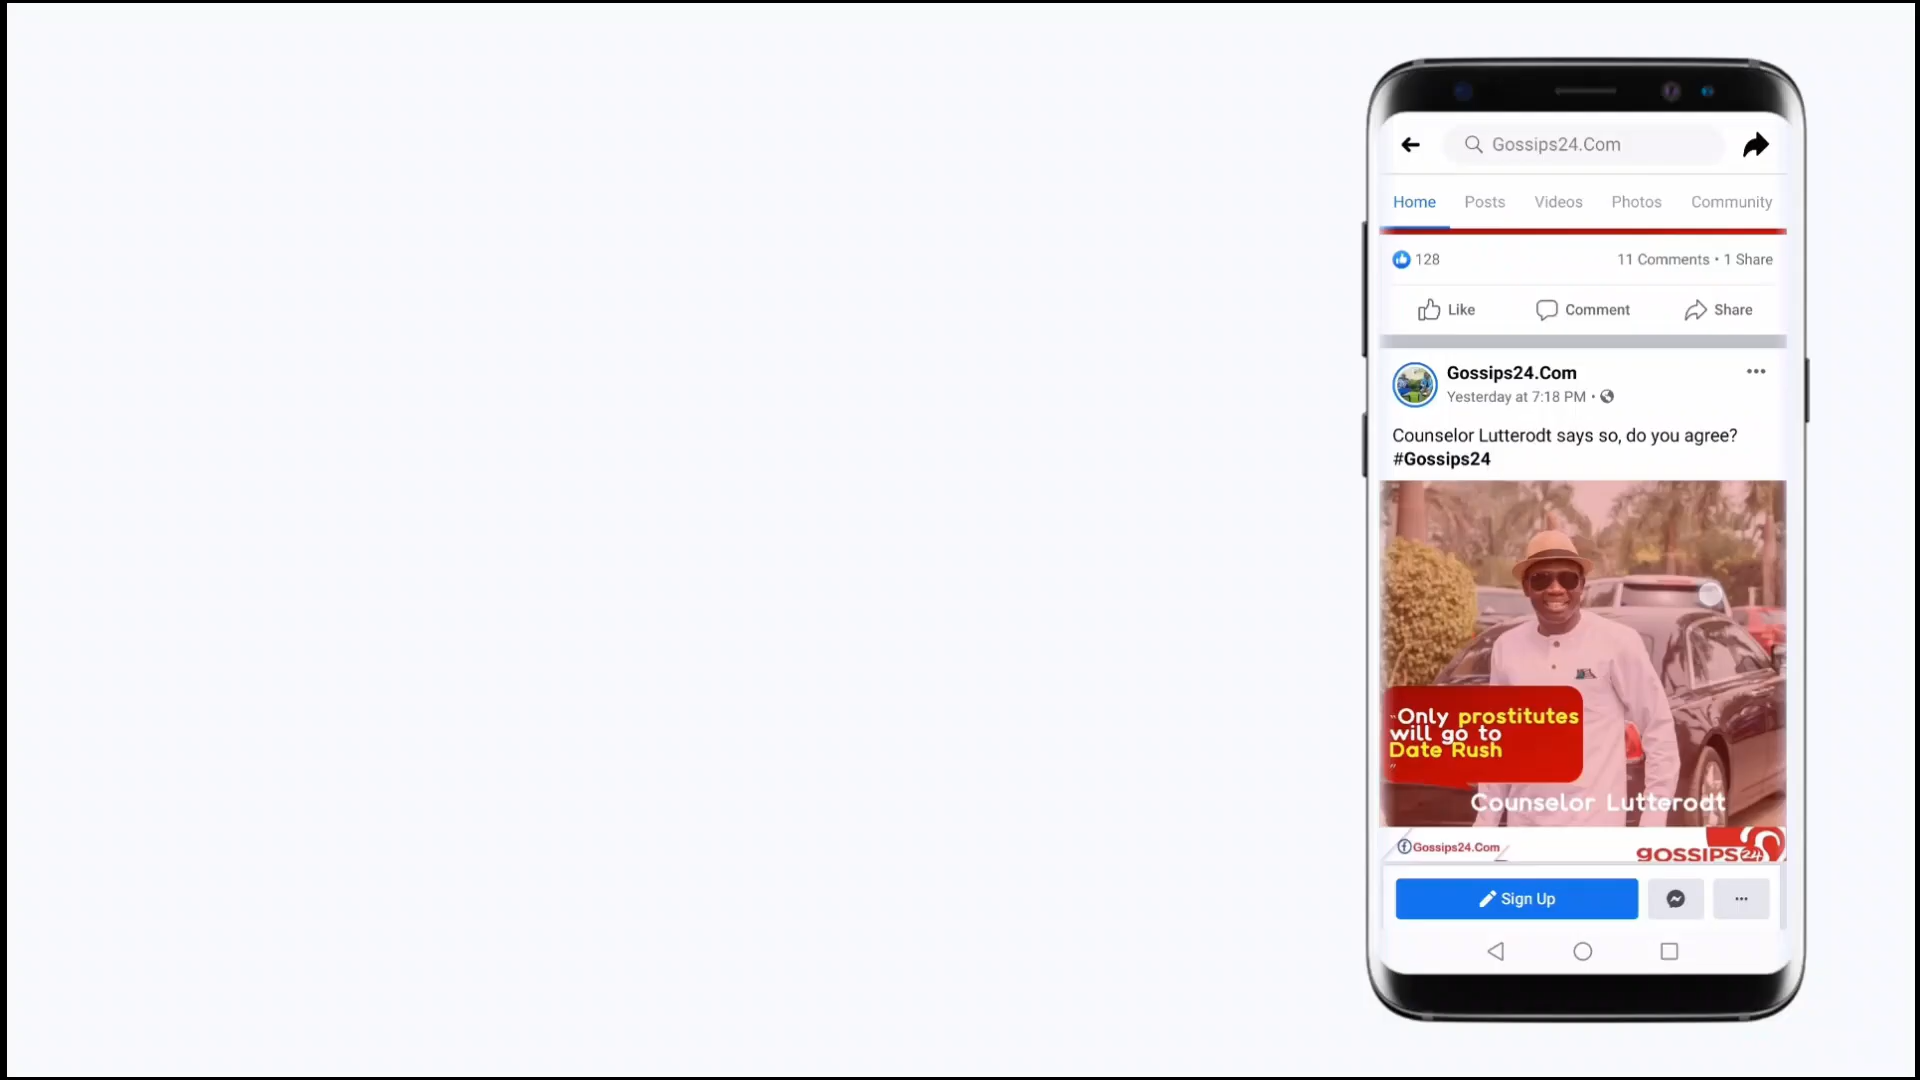 Gossips24.Com
Home Posts Videos Photos Community
128 11 Comments • 1 Share
Like Comment Share
Gossips24.Com
Yesterday at 7:18 PM •
Counselor Lutterodt says so, do you agree?
#Gossips24
"Only prostitutes
will go to
Date Rush
"
Counselor Lutterodt
Gossips24.Com
gossips24
Sign Up